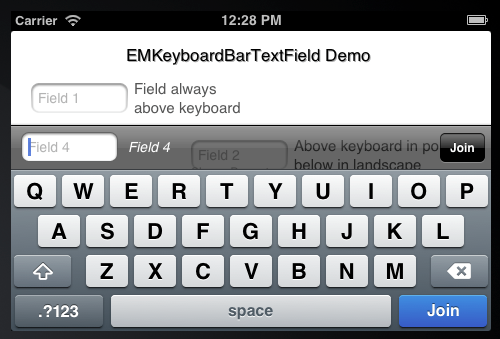 Carrier 12:28 PM
EMKeyboardBarTextField Demo
Field 1 Field always
above keyboard
Field 4 Field 4 Field 2 Above keyboard in po Join
below in landscape
Q W E R T Y U I O P
A S D F G H J K L
Z X C V B N M
.?123 space Join